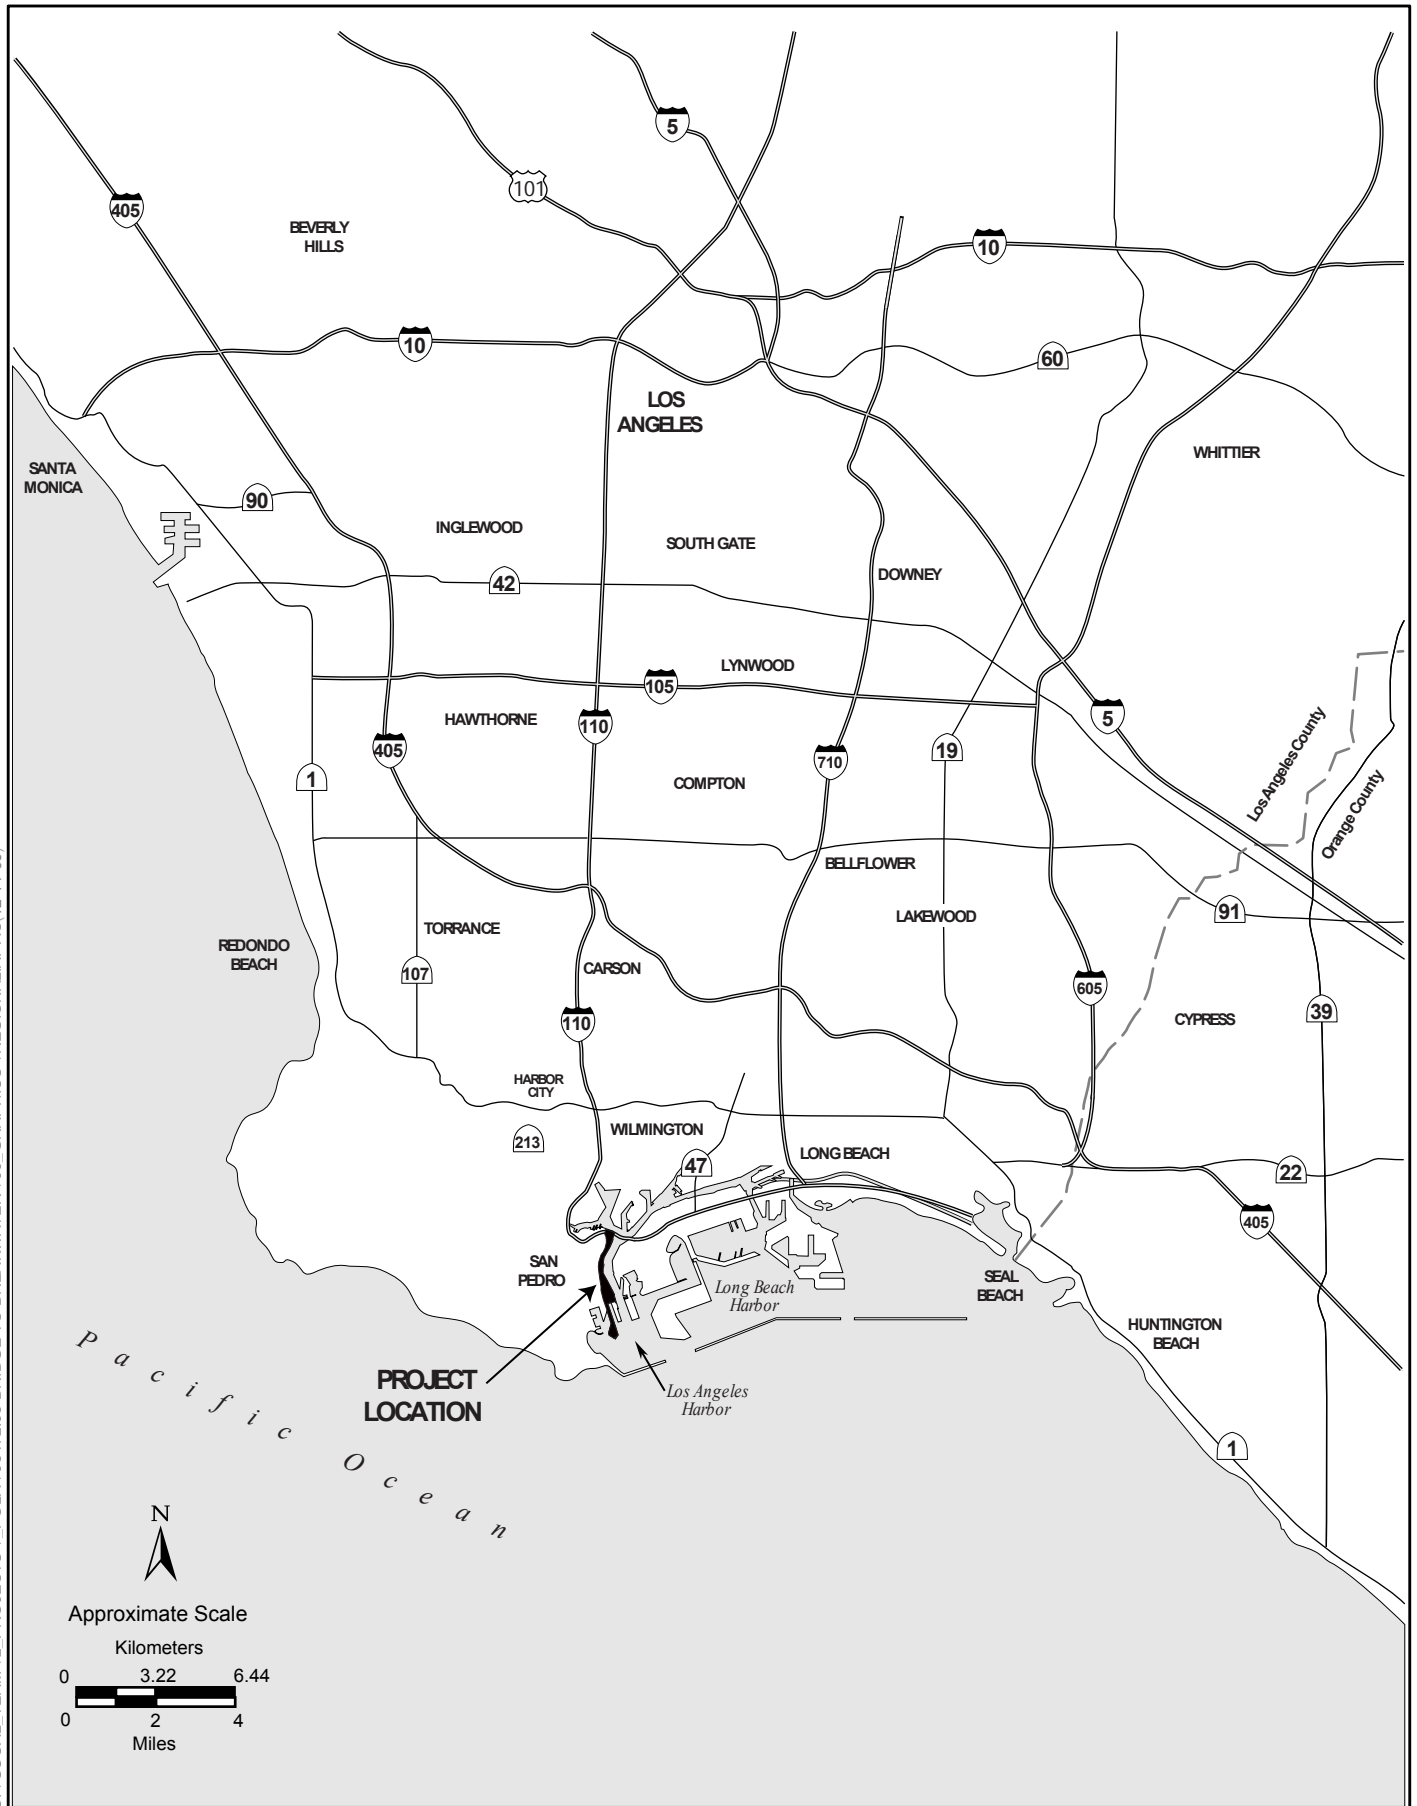 5
101
405
BEVERLY
HILLS
10
10
60
LOS
ANGELES
WHITTIER
SANTA
MONICA
90
INGLEWOOD
SOUTH GATE
42
DOWNEY
LYNWOOD
105
HAWTHORNE
110
5
405
710
19
1
COMPTON
Los Angeles County
Orange County
BELLFLOWER
91
LAKEWOOD
TORRANCE
REDONDO
BEACH
107
CARSON
605
110
39
CYPRESS
HARBOR
CITY
213
WILMINGTON
47
LONG BEACH
22
405
SAN
PEDRO
Long Beach
Harbor
SEAL
BEACH
HUNTINGTON
BEACH
PROJECT
LOCATION
Los Angeles
Harbor
1
Pacific Ocean
N
Approximate Scale
Kilometers
0 3.22 6.44
0 2 4
Miles